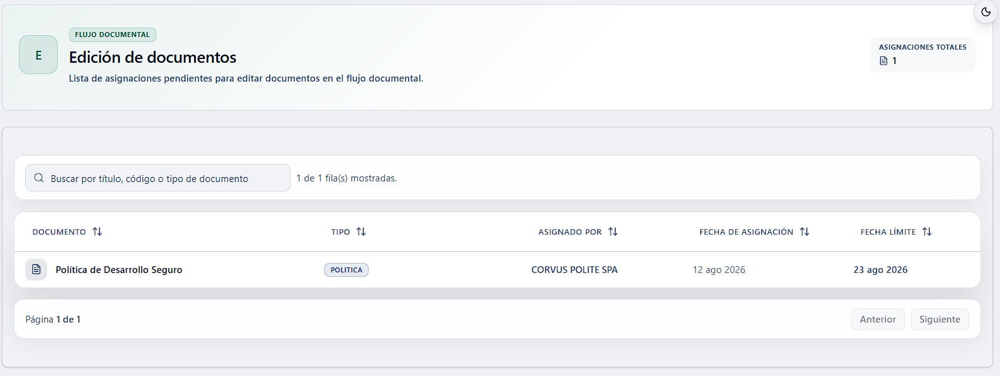 FLUJO DOCUMENTAL
E
Edición de documentos
Lista de asignaciones pendientes para editar documentos en el flujo documental.
ASIGNACIONES TOTALES
1
Buscar por título, código o tipo de documento
1 de 1 fila(s) mostradas.
DOCUMENTO TIPO ASIGNADO POR FECHA DE ASIGNACIÓN FECHA LÍMITE
Política de Desarrollo Seguro POLITICA CORVUS POLITE SPA 12 ago 2026 23 ago 2026
Página 1 de 1 Anterior Siguiente